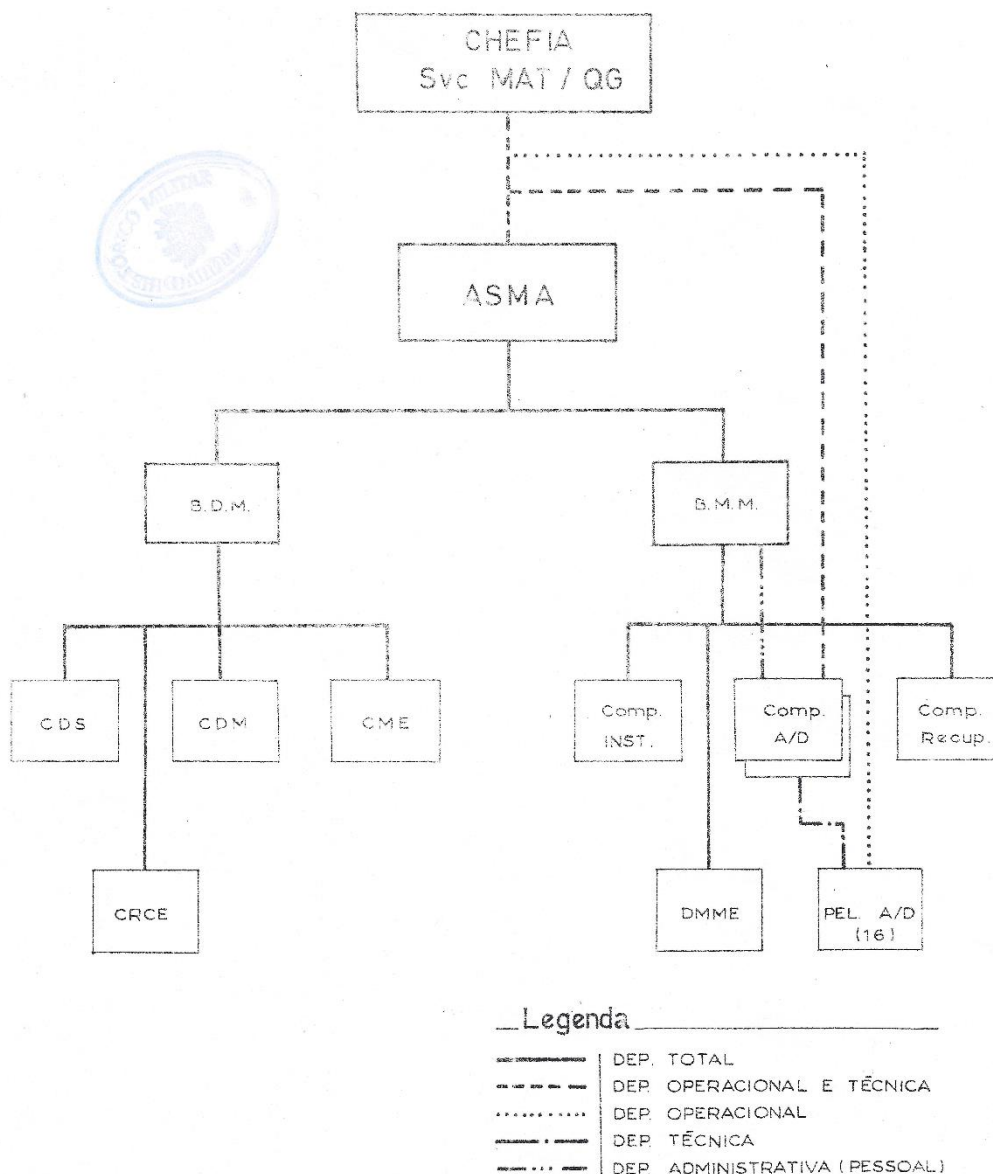 CHEFIA
Svc MAT / QG
ASMA
B.D.M.
B.M.M.
CDS
CDM
CME
Comp.
INST.
Comp.
A/D
Comp.
Recup.
CRCE
DMME
PEL. A/D
(16)
Legenda
DEP. TOTAL
DEP. OPERACIONAL E TÉCNICA
DEP. OPERACIONAL
DEP. TÉCNICA
DEP. ADMINISTRATIVA (PESSOAL)
MILITAR